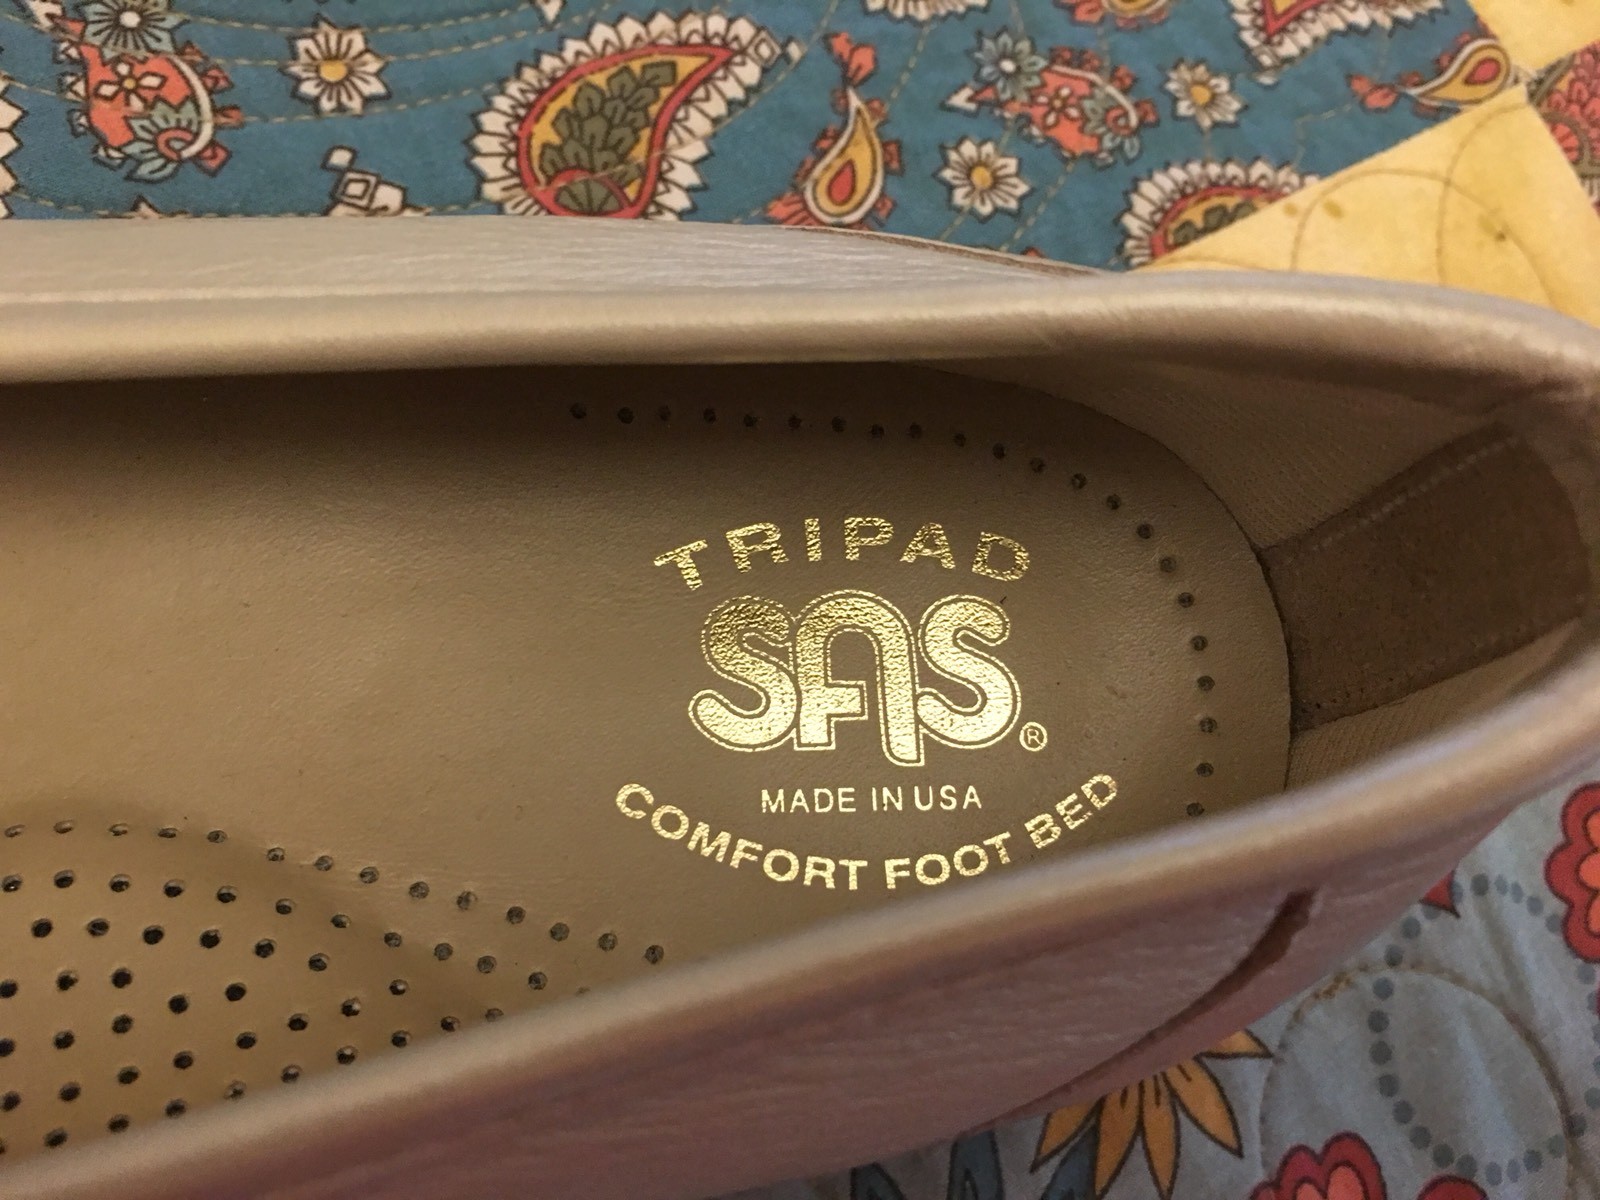 TRIPAD
SAS®
MADE IN USA
COMFORT FOOT BED